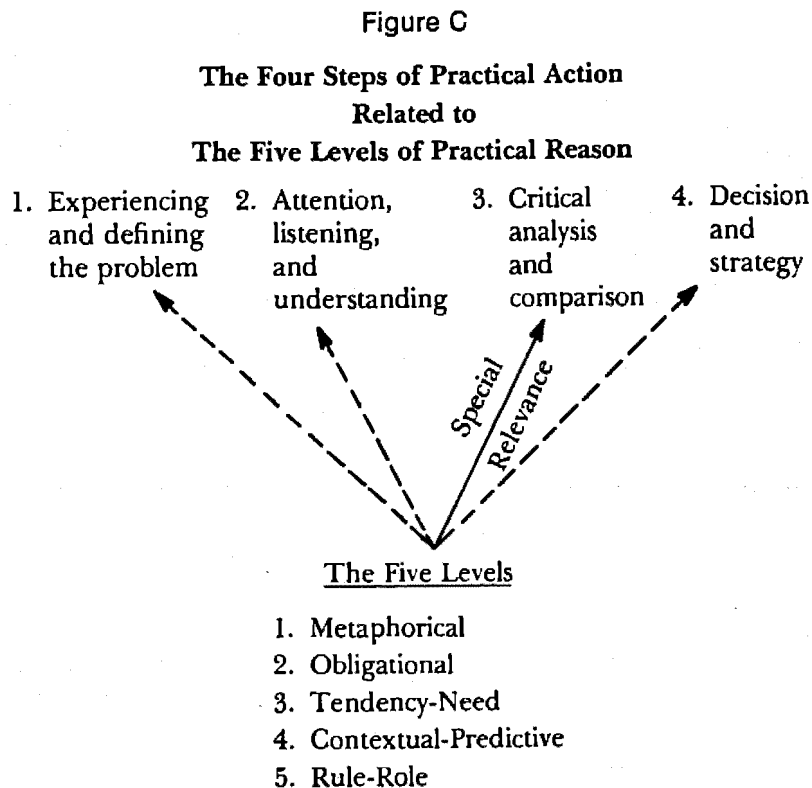 Figure C
The Four Steps of Practical Action
Related to
The Five Levels of Practical Reason
1. Experiencing
and defining
the problem
2. Attention,
listening,
and
understanding
3. Critical
analysis
and
comparison
4. Decision
and
strategy
Special
Relevance
The Five Levels
1. Metaphorical
2. Obligational
3. Tendency-Need
4. Contextual-Predictive
5. Rule-Role